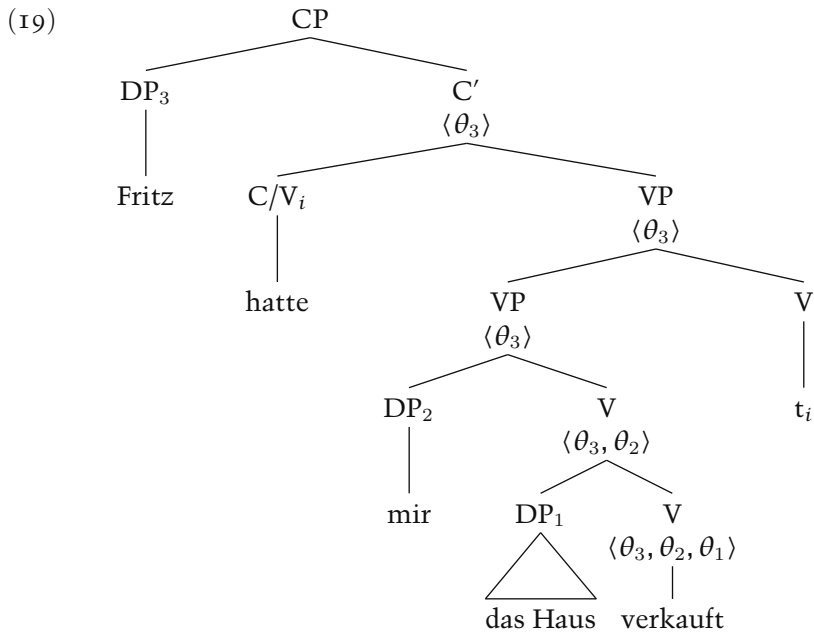 (19) CP
DP₃ C′
⟨θ₃⟩
Fritz C/Vᵢ VP
⟨θ₃⟩
hatte VP V
⟨θ₃⟩
DP₂ V tᵢ
⟨θ₃, θ₂⟩
mir DP₁ V
⟨θ₃, θ₂, θ₁⟩
das Haus verkauft